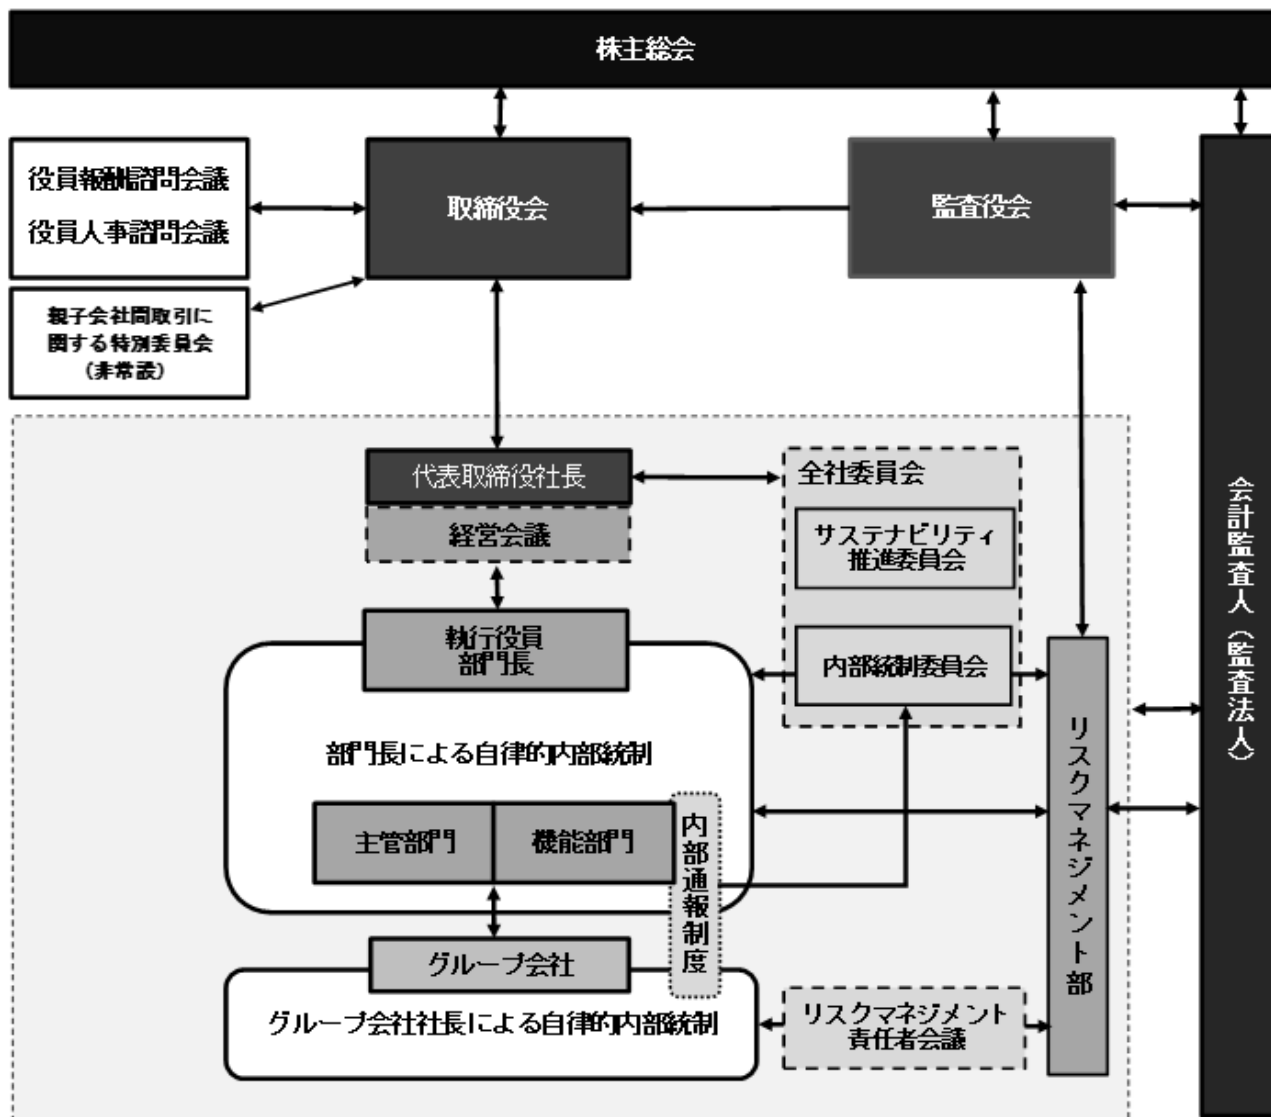 株主総会
役員報酬諮問会議
役員人事諮問会議
取締役会
監査役会
親子会社間取引に
関する特別委員会
(非常設)
代表取締役社長
経営会議
全社委員会
サステナビリティ
推進委員会
執行役員
部門長
内部統制委員会
部門長による自律的内部統制
主管部門
機能部門
内部通報制度
グループ会社
グループ会社社長による自律的内部統制
リスクマネジメント
責任者会議
リスクマネジメント部
会計監査人(監査法人)